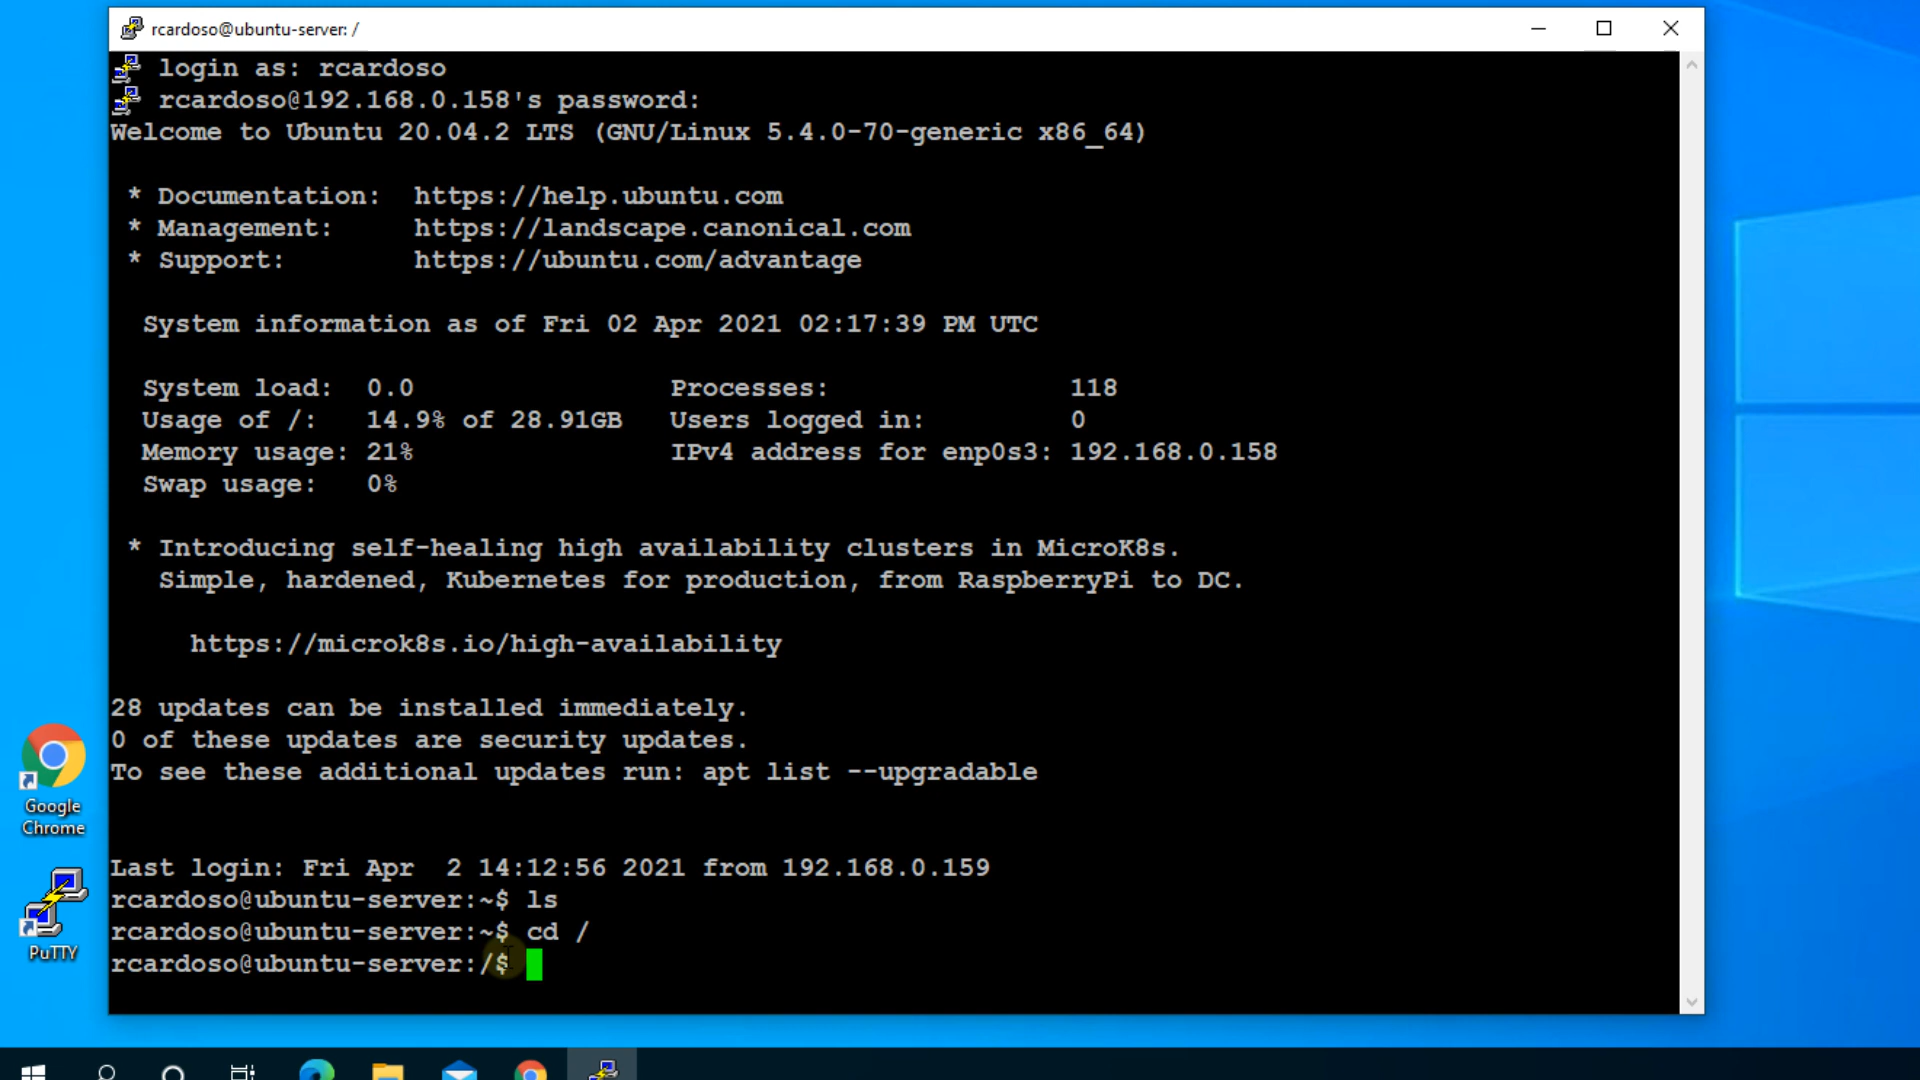 rcardoso@ubuntu-server: /
login as: rcardoso
rcardoso@192.168.0.158's password:
Welcome to Ubuntu 20.04.2 LTS (GNU/Linux 5.4.0-70-generic x86_64)
* Documentation:  https://help.ubuntu.com
* Management:     https://landscape.canonical.com
* Support:        https://ubuntu.com/advantage
System information as of Fri 02 Apr 2021 02:17:39 PM UTC
System load:  0.0                Processes:               118
Usage of /:   14.9% of 28.91GB   Users logged in:         0
Memory usage: 21%                IPv4 address for enp0s3: 192.168.0.158
Swap usage:   0%
* Introducing self-healing high availability clusters in MicroK8s.
Simple, hardened, Kubernetes for production, from RaspberryPi to DC.
https://microk8s.io/high-availability
28 updates can be installed immediately.
0 of these updates are security updates.
To see these additional updates run: apt list --upgradable
Last login: Fri Apr  2 14:12:56 2021 from 192.168.0.159
rcardoso@ubuntu-server:~$ ls
rcardoso@ubuntu-server:~$ cd /
rcardoso@ubuntu-server:/$
Google
Chrome
PuTTY